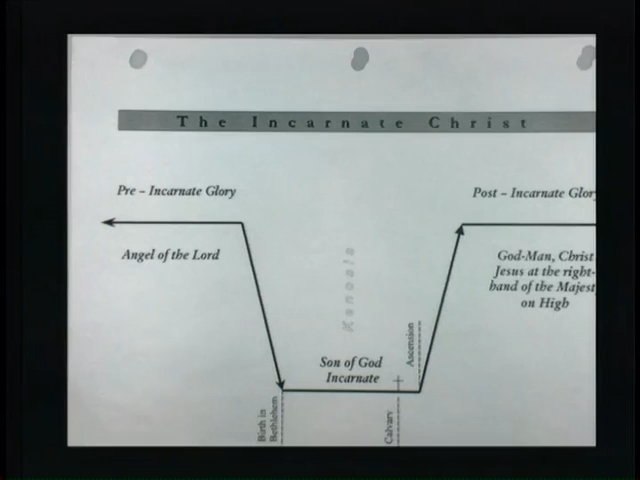 The Incarnate Christ
Pre – Incarnate Glory
Post – Incarnate Glory
Angel of the Lord
God-Man, Christ
Jesus at the right-
hand of the Majest
on High
Kenosis
Ascension
Son of God
Incarnate
Birth in
Bethlehem
Calvary